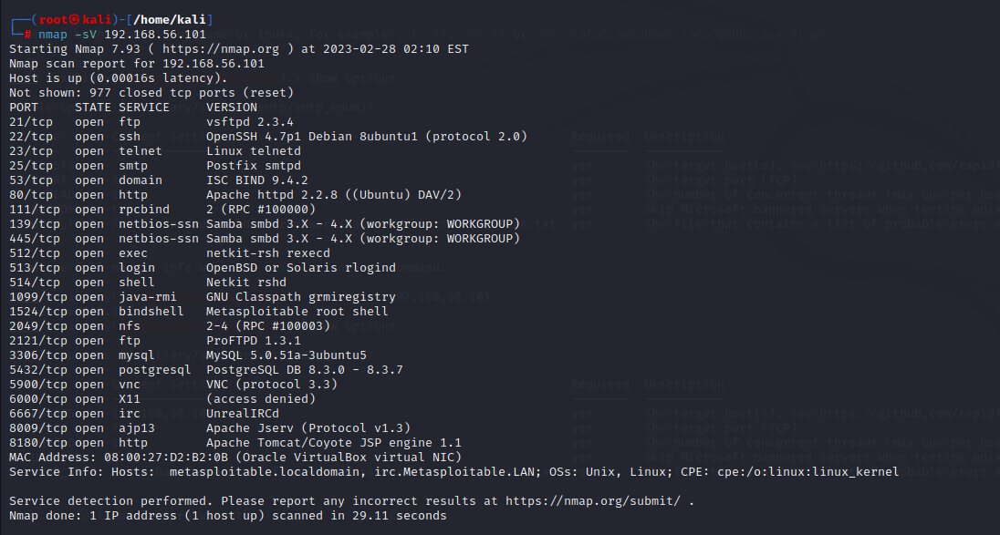 ┌──(root㉿kali)-[/home/kali]
└─# nmap -sV 192.168.56.101
Starting Nmap 7.93 ( https://nmap.org ) at 2023-02-28 02:10 EST
Nmap scan report for 192.168.56.101
Host is up (0.00016s latency).
Not shown: 977 closed tcp ports (reset)
PORT     STATE SERVICE     VERSION
21/tcp   open  ftp         vsftpd 2.3.4
22/tcp   open  ssh         OpenSSH 4.7p1 Debian 8ubuntu1 (protocol 2.0)
23/tcp   open  telnet      Linux telnetd
25/tcp   open  smtp        Postfix smtpd
53/tcp   open  domain      ISC BIND 9.4.2
80/tcp   open  http        Apache httpd 2.2.8 ((Ubuntu) DAV/2)
111/tcp  open  rpcbind     2 (RPC #100000)
139/tcp  open  netbios-ssn Samba smbd 3.X - 4.X (workgroup: WORKGROUP)
445/tcp  open  netbios-ssn Samba smbd 3.X - 4.X (workgroup: WORKGROUP)
512/tcp  open  exec        netkit-rsh rexecd
513/tcp  open  login       OpenBSD or Solaris rlogind
514/tcp  open  shell       Netkit rshd
1099/tcp open  java-rmi    GNU Classpath grmiregistry
1524/tcp open  bindshell   Metasploitable root shell
2049/tcp open  nfs         2-4 (RPC #100003)
2121/tcp open  ftp         ProFTPD 1.3.1
3306/tcp open  mysql       MySQL 5.0.51a-3ubuntu5
5432/tcp open  postgresql  PostgreSQL DB 8.3.0 - 8.3.7
5900/tcp open  vnc         VNC (protocol 3.3)
6000/tcp open  X11         (access denied)
6667/tcp open  irc         UnrealIRCd
8009/tcp open  ajp13       Apache Jserv (Protocol v1.3)
8180/tcp open  http        Apache Tomcat/Coyote JSP engine 1.1
MAC Address: 08:00:27:D2:B2:0B (Oracle VirtualBox virtual NIC)
Service Info: Hosts:  metasploitable.localdomain, irc.Metasploitable.LAN; OSs: Unix, Linux; CPE: cpe:/o:linux:linux_kernel

Service detection performed. Please report any incorrect results at https://nmap.org/submit/ .
Nmap done: 1 IP address (1 host up) scanned in 29.11 seconds